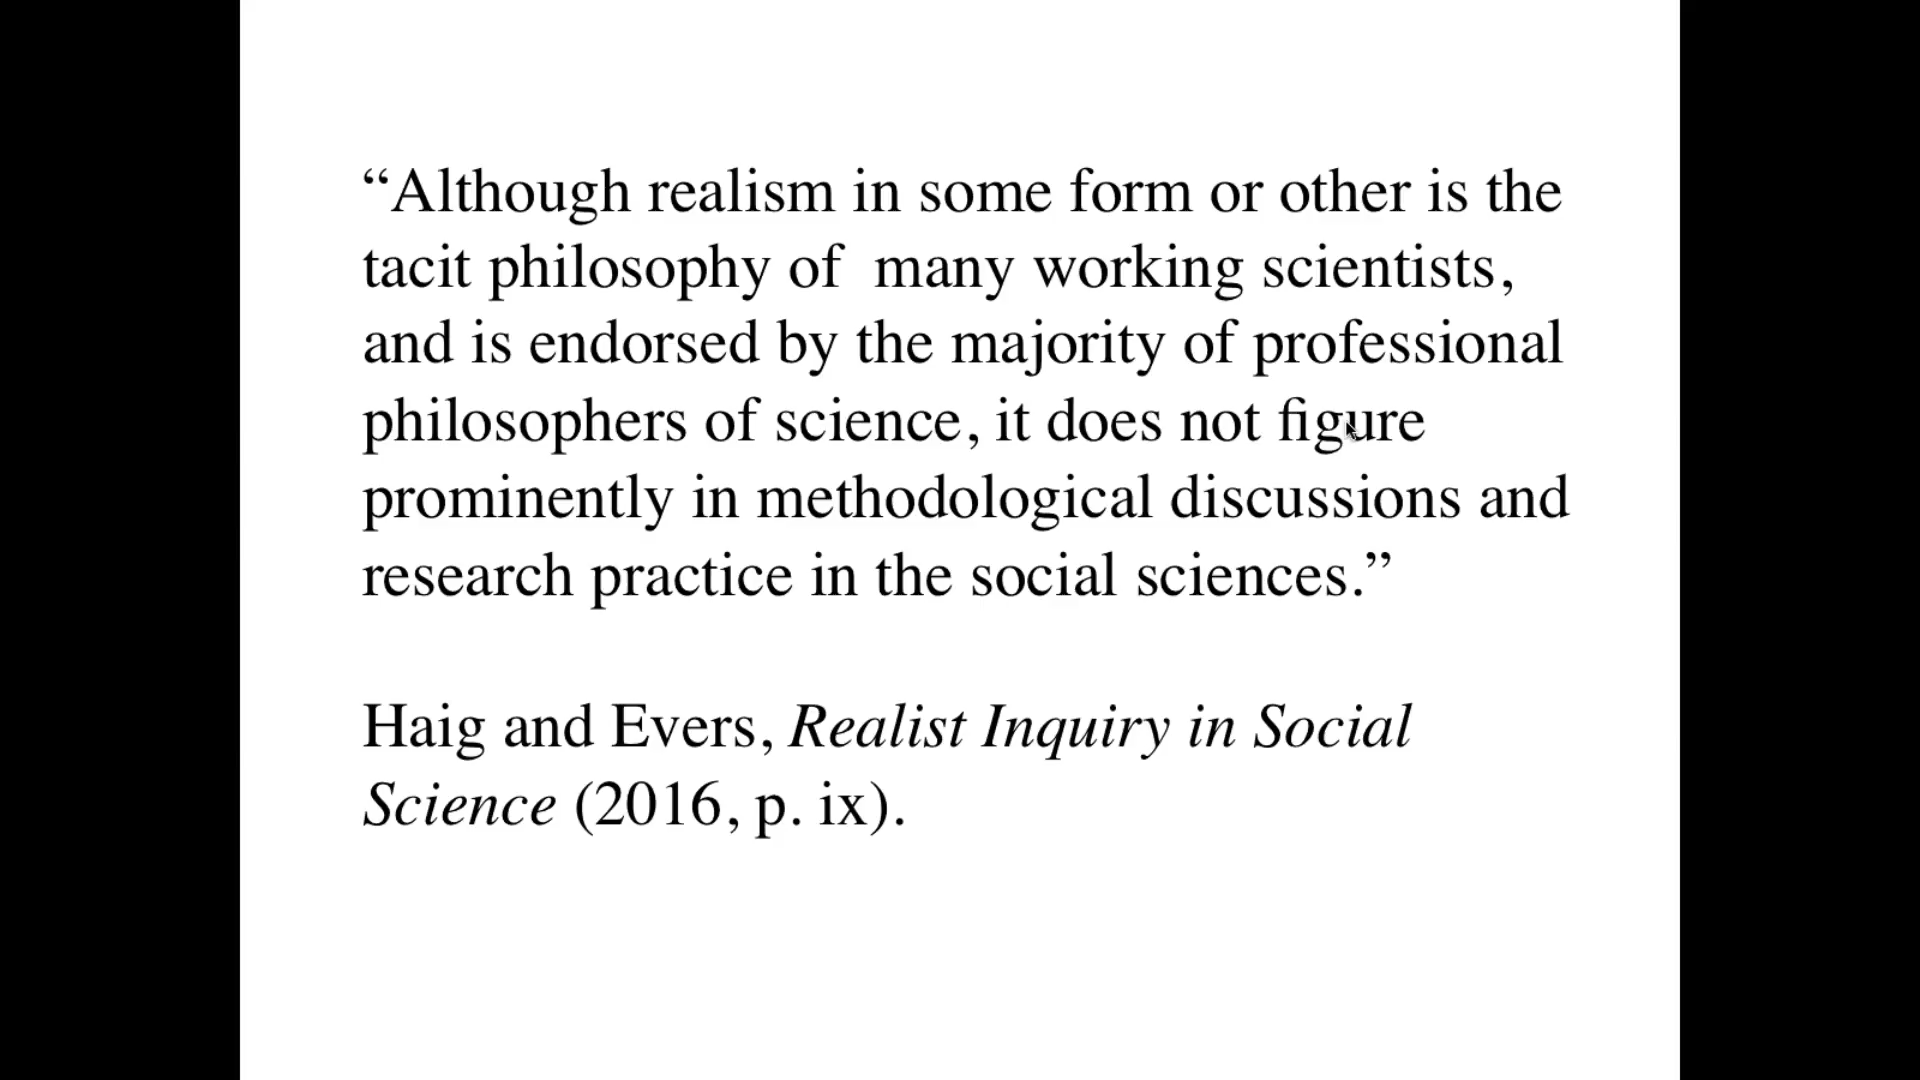 “Although realism in some form or other is the
tacit philosophy of  many working scientists,
and is endorsed by the majority of professional
philosophers of science, it does not figure
prominently in methodological discussions and
research practice in the social sciences.”
Haig and Evers, Realist Inquiry in Social
Science (2016, p. ix).